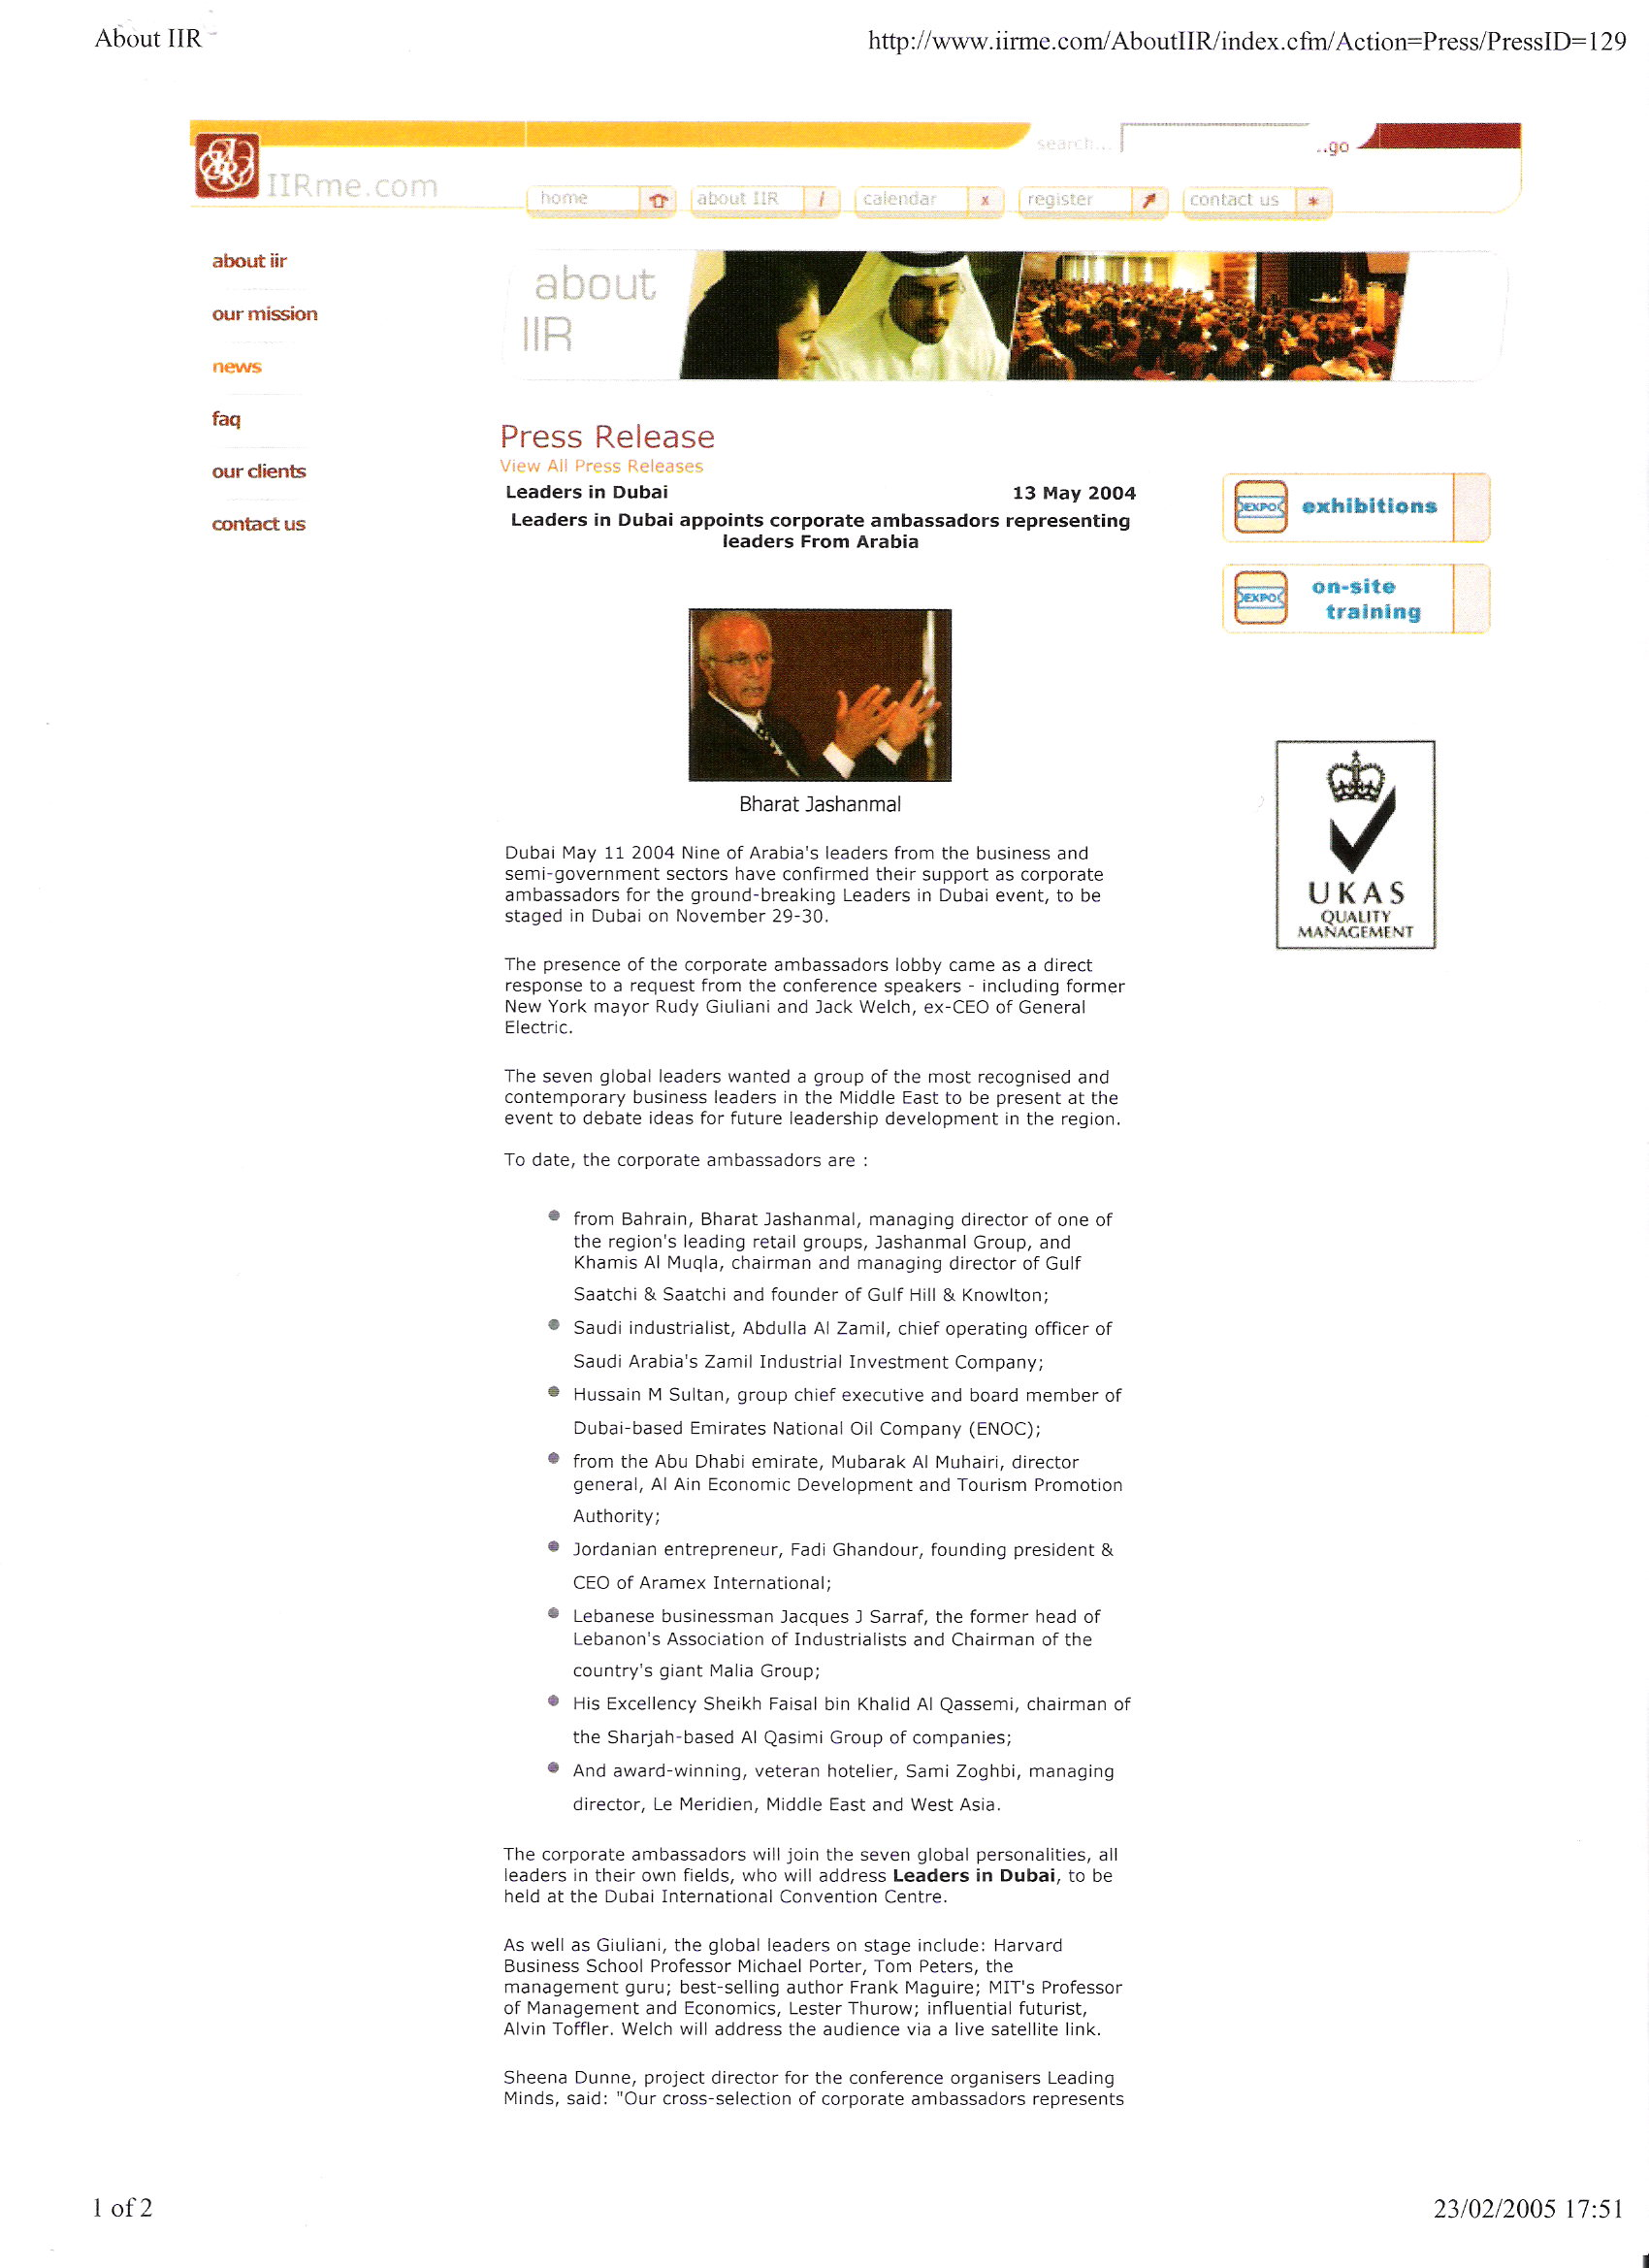 About IIR
http://www.iirme.com/AboutIIR/index.cfm/Action=Press/PressID=129
search...
..go
IIRme.com
home
about IIR
calendar
register
contact us
about iir
our mission
news
faq
our clients
contact us
about
IIR
Press Release
View All Press Releases
Leaders in Dubai 13 May 2004
Leaders in Dubai appoints corporate ambassadors representing
leaders From Arabia
EXPO exhibitions
EXPO on-site
training
Bharat Jashanmal
UKAS
QUALITY
MANAGEMENT
Dubai May 11 2004 Nine of Arabia's leaders from the business and
semi-government sectors have confirmed their support as corporate
ambassadors for the ground-breaking Leaders in Dubai event, to be
staged in Dubai on November 29-30.
The presence of the corporate ambassadors lobby came as a direct
response to a request from the conference speakers - including former
New York mayor Rudy Giuliani and Jack Welch, ex-CEO of General
Electric.
The seven global leaders wanted a group of the most recognised and
contemporary business leaders in the Middle East to be present at the
event to debate ideas for future leadership development in the region.
To date, the corporate ambassadors are :
from Bahrain, Bharat Jashanmal, managing director of one of
the region's leading retail groups, Jashanmal Group, and
Khamis Al Muqla, chairman and managing director of Gulf
Saatchi & Saatchi and founder of Gulf Hill & Knowlton;
Saudi industrialist, Abdulla Al Zamil, chief operating officer of
Saudi Arabia's Zamil Industrial Investment Company;
Hussain M Sultan, group chief executive and board member of
Dubai-based Emirates National Oil Company (ENOC);
from the Abu Dhabi emirate, Mubarak Al Muhairi, director
general, Al Ain Economic Development and Tourism Promotion
Authority;
Jordanian entrepreneur, Fadi Ghandour, founding president &
CEO of Aramex International;
Lebanese businessman Jacques J Sarraf, the former head of
Lebanon's Association of Industrialists and Chairman of the
country's giant Malia Group;
His Excellency Sheikh Faisal bin Khalid Al Qassemi, chairman of
the Sharjah-based Al Qasimi Group of companies;
And award-winning, veteran hotelier, Sami Zoghbi, managing
director, Le Meridien, Middle East and West Asia.
The corporate ambassadors will join the seven global personalities, all
leaders in their own fields, who will address Leaders in Dubai, to be
held at the Dubai International Convention Centre.
As well as Giuliani, the global leaders on stage include: Harvard
Business School Professor Michael Porter, Tom Peters, the
management guru; best-selling author Frank Maguire; MIT's Professor
of Management and Economics, Lester Thurow; influential futurist,
Alvin Toffler. Welch will address the audience via a live satellite link.
Sheena Dunne, project director for the conference organisers Leading
Minds, said: "Our cross-selection of corporate ambassadors represents
1 of 2
23/02/2005 17:51